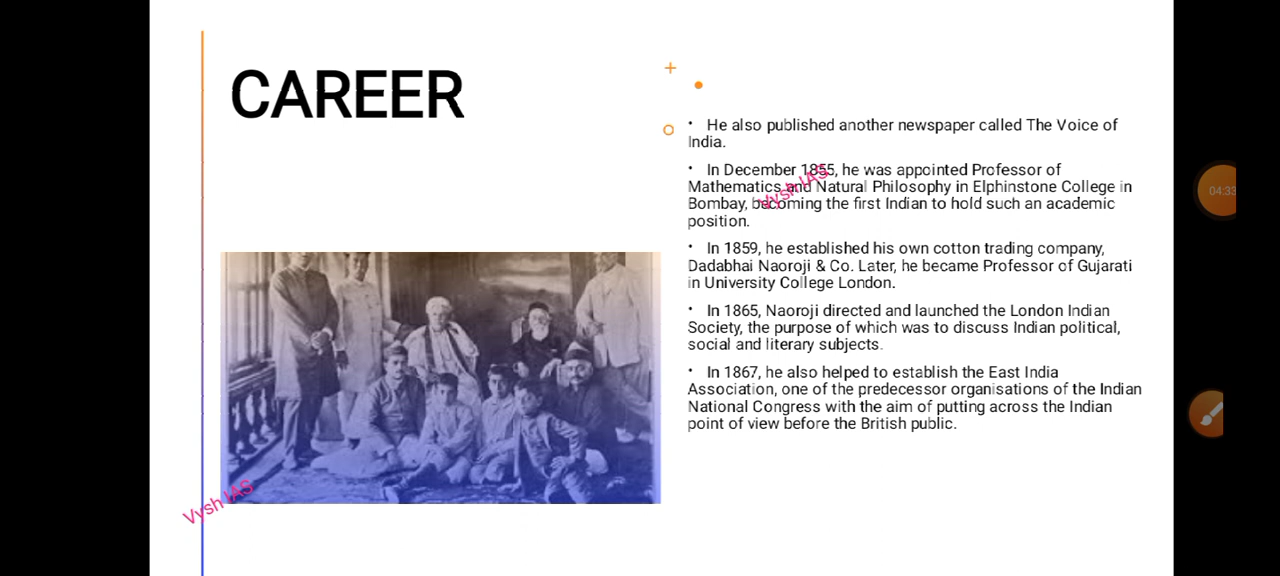 CAREER
• He also published another newspaper called The Voice of
India.
• In December 1855, he was appointed Professor of
Mathematics and Natural Philosophy in Elphinstone College in
Bombay, becoming the first Indian to hold such an academic
position.
• In 1859, he established his own cotton trading company,
Dadabhai Naoroji & Co. Later, he became Professor of Gujarati
in University College London.
• In 1865, Naoroji directed and launched the London Indian
Society, the purpose of which was to discuss Indian political,
social and literary subjects.
• In 1867, he also helped to establish the East India
Association, one of the predecessor organisations of the Indian
National Congress with the aim of putting across the Indian
point of view before the British public.
Vysh IAS
Vysh IAS
04:33